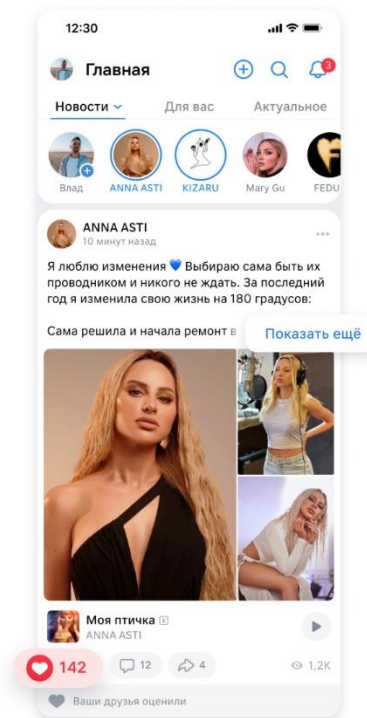 12:30
Главная
3
Новости
Для вас
Актуальное
Влад
ANNA ASTI
KIZARU
Mary Gu
FEDU
ANNA ASTI
10 минут назад
Я люблю изменения 💙 Выбираю сама быть их
проводником и никого не ждать. За последний
год я изменила свою жизнь на 180 градусов:
Сама решила и начала ремонт в
Показать ещё
Моя птичка E
ANNA ASTI
142
12
4
1,2K
Ваши друзья оценили